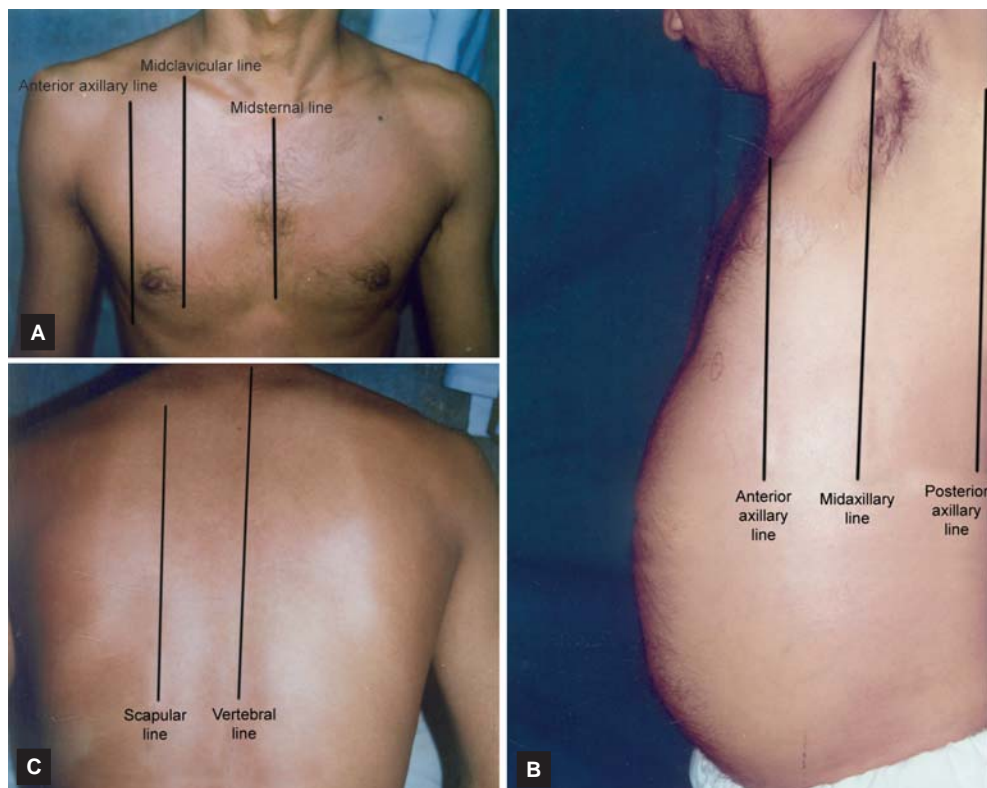 Midclavicular line
Anterior axillary line
Midsternal line
A
Scapular
line
Vertebral
line
C
Anterior
axillary
line
Midaxillary
line
Posterior
axillary
line
B